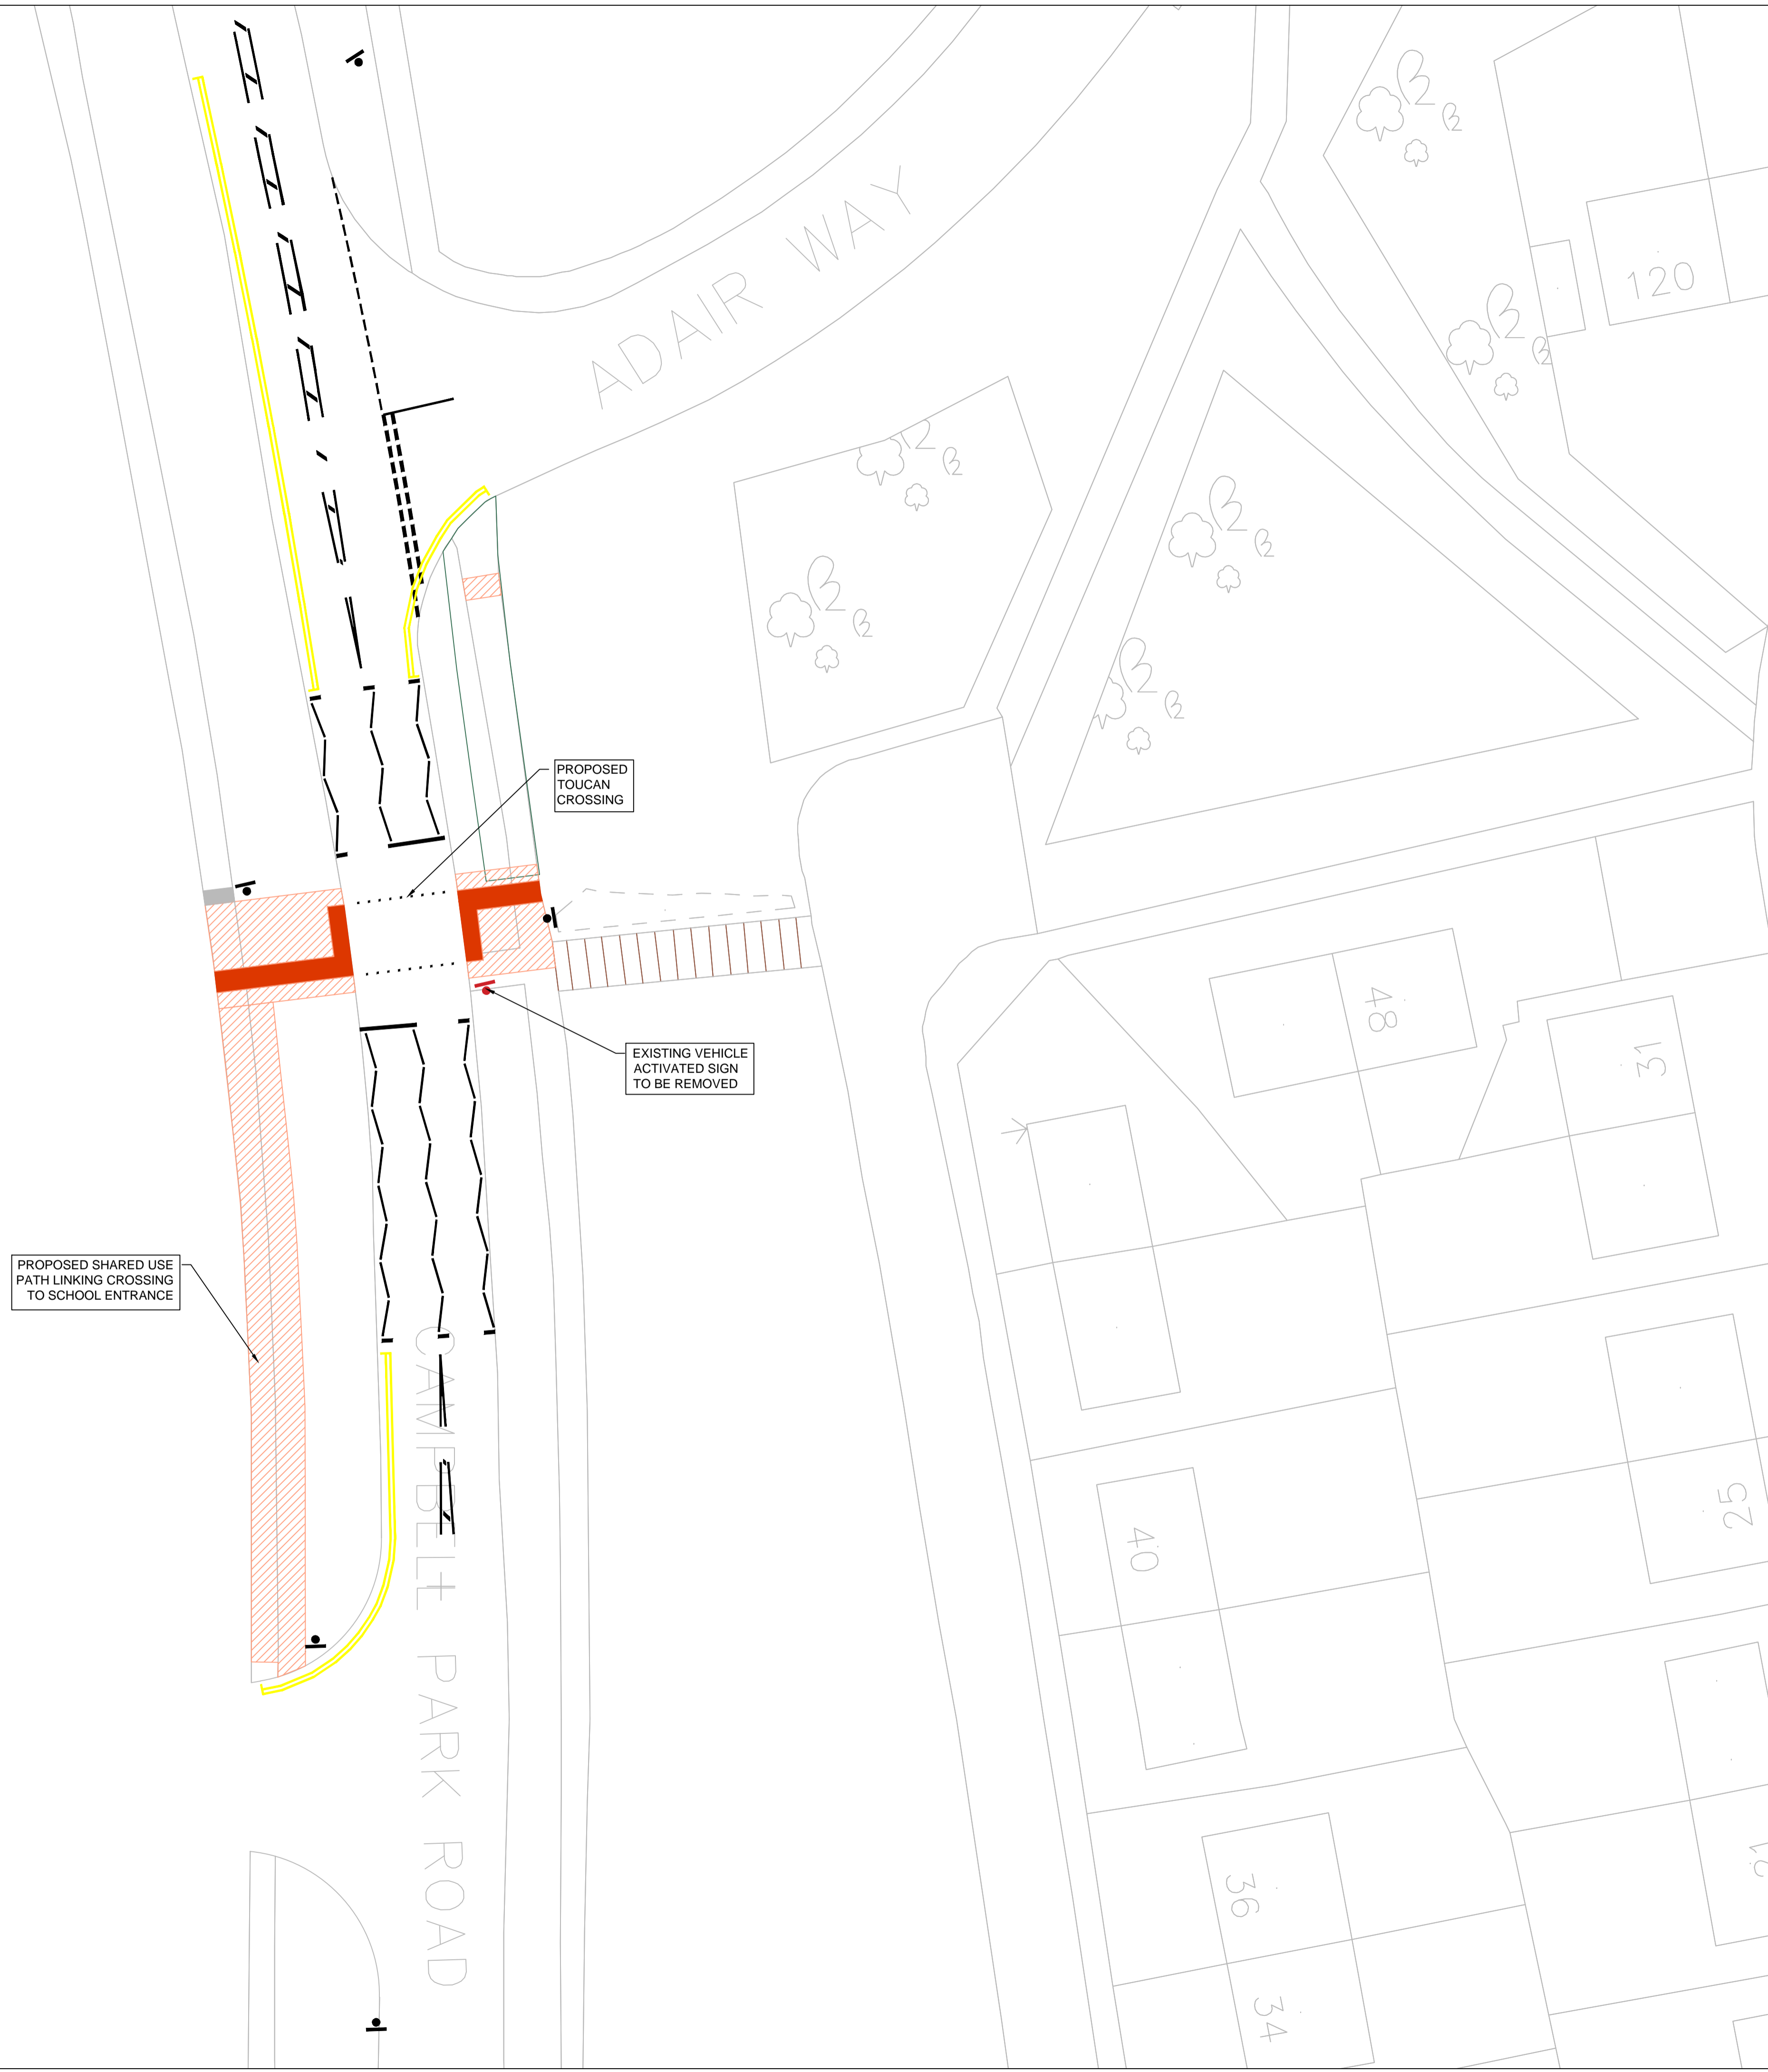 ADAIR WAY
120
PROPOSED
TOUCAN
CROSSING
EXISTING VEHICLE
ACTIVATED SIGN
TO BE REMOVED
48
31
PROPOSED SHARED USE
PATH LINKING CROSSING
TO SCHOOL ENTRANCE
CAMPBELL PARK ROAD
40
25
36
34